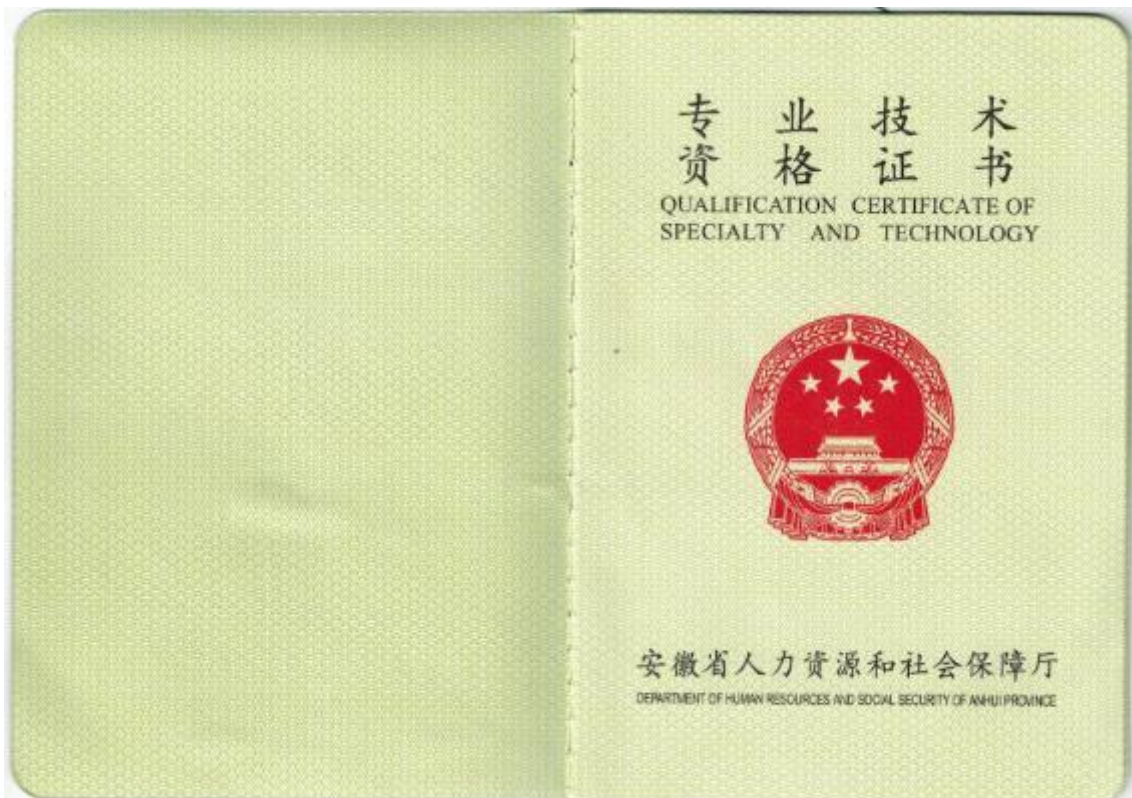 专业技术
资格证书
QUALIFICATION CERTIFICATE OF
SPECIALTY AND TECHNOLOGY
安徽省人力资源和社会保障厅
DEPARTMENT OF HUMAN RESOURCES AND SOCIAL SECURITY OF ANHUI PROVINCE